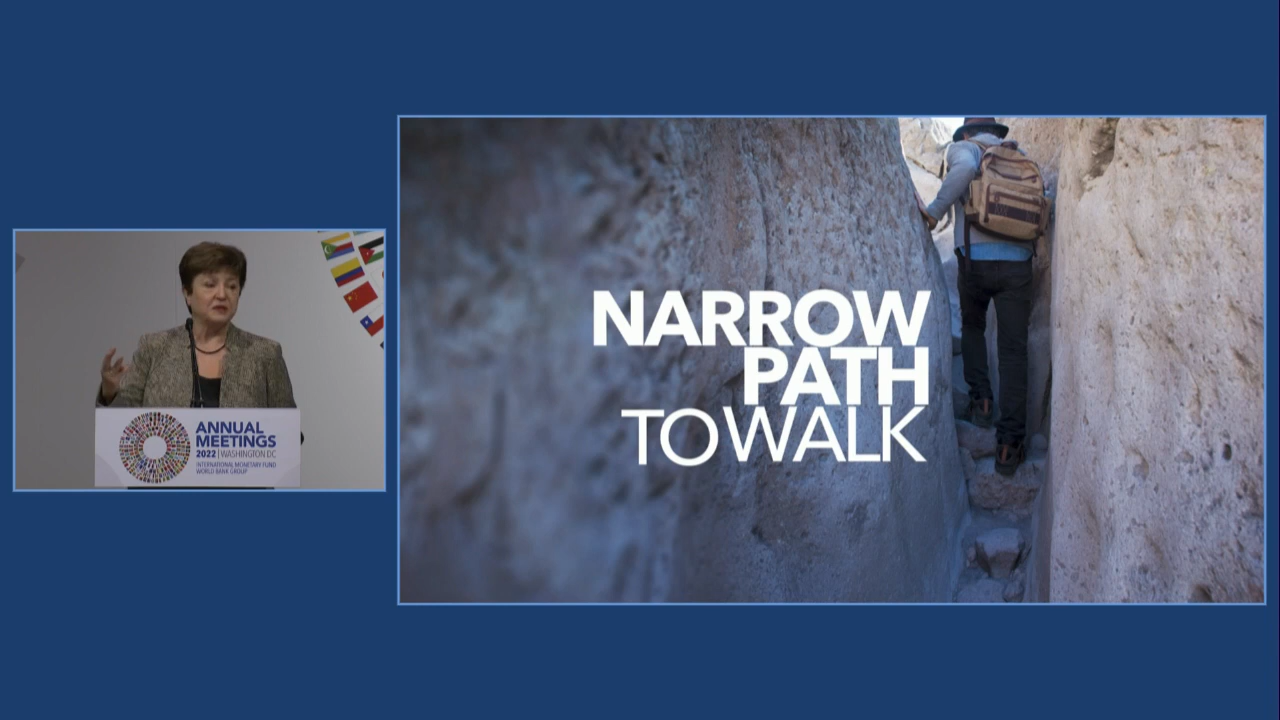 ANNUAL
MEETINGS
2022 | WASHINGTON DC
INTERNATIONAL MONETARY FUND
WORLD BANK GROUP
NARROW
PATH
TO WALK